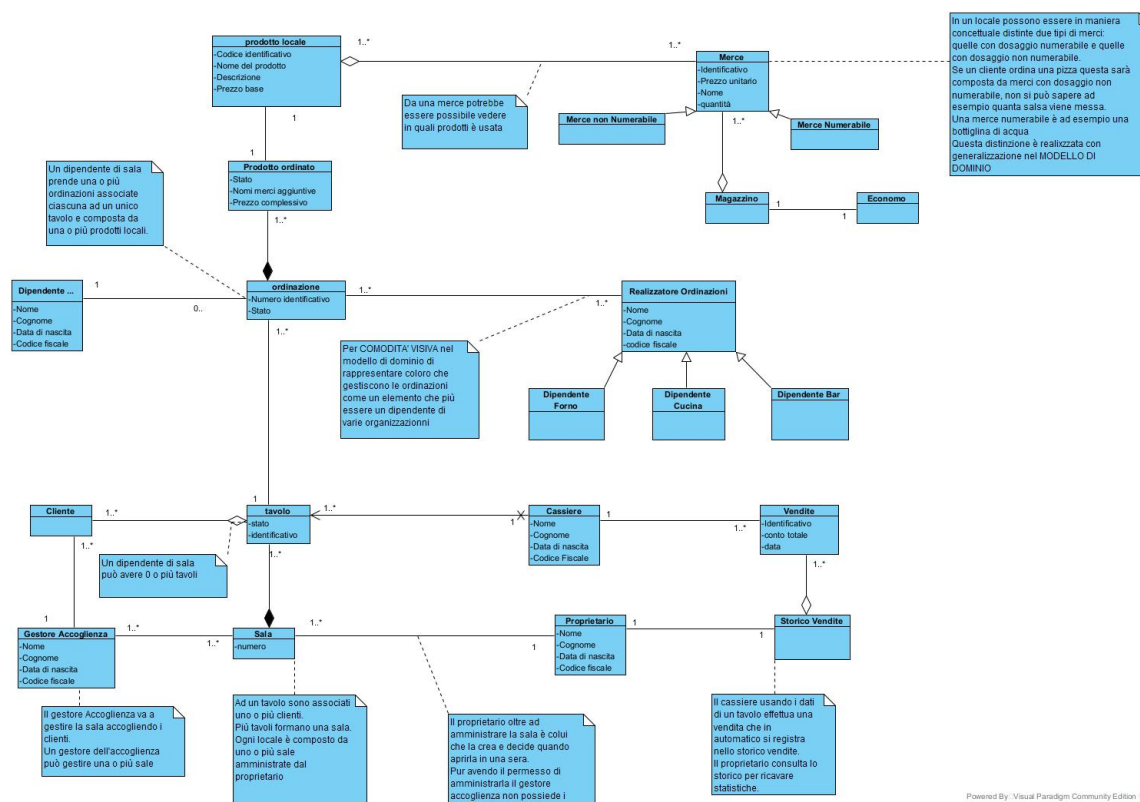 prodotto locale
-Codice identificativo
-Nome del prodotto
-Descrizione
-Prezzo base
1..*
1..*
Merce
-Identificativo
-Prezzo unitario
-Nome
-quantità
In un locale possono essere in maniera
concettuale distinte due tipi di merci:
quelle con dosaggio numerabile e quelle
con dosaggio non numerabile.
Se un cliente ordina una pizza questa sarà
composta da merci con dosaggio non
numerabile, non si può sapere ad
esempio quanta salsa viene messa.
Una merce numerabile è ad esempio una
bottiglina di acqua
Questa distinzione è realixzata con
generalizzazione nel MODELLO DI
DOMINIO
Da una merce potrebbe
essere possibile vedere
in quali prodotti è usata
Merce non Numerabile
1..*
Merce Numerabile
1
1
Un dipendente di sala
prende una o più
ordinazioni associate
ciascuna ad un unico
tavolo e composta da
una o più prodotti locali.
Prodotto ordinato
-Stato
-Nomi merci aggiuntive
-Prezzo complessivo
1..*
Magazzino
1
1
Economo
Dipendente ...
-Nome
-Cognome
-Data di nascita
-Codice fiscale
1
0..
ordinazione
-Numero identificativo
-Stato
1..*
1..*
1..*
Realizzatore Ordinazioni
-Nome
-Cognome
-Data di nascita
-codice fiscale
Per COMODITA' VISIVA nel
modello di dominio di
rappresentare coloro che
gestiscono le ordinazioni
come un elemento che più
essere un dipendente di
varie organizzazionni
Dipendente
Forno
Dipendente
Cucina
Dipendente Bar
1
Cliente
1..*
tavolo
-stato
-identificativo
1..*
1
Cassiere
-Nome
-Cognome
-Data di nascita
-Codice Fiscale
1
1..*
Vendite
-Identificativo
-conto totale
-data
1..*
1..*
1..*
Un dipendente di sala
può avere 0 o più tavoli
1
Gestore Accoglienza
-Nome
-Cognome
-Data di nascita
-Codice fiscale
1..*
1..*
Sala
-numero
1..*
1
Proprietario
-Nome
-Cognome
-Data di nascita
-Codice fiscale
1
1
Storico Vendite
Il gestore Accoglienza va a
gestire la sala accogliendo i
clienti.
Un gestore dell'accoglienza
può gestire una o più sale
Ad un tavolo sono associati
uno o più clienti.
Più tavoli formano una sala.
Ogni locale è composto da
uno o più sale
amministrate dal
proprietario
Il proprietario oltre ad
amministrare la sala è colui
che la crea e decide quando
aprirla in una sera.
Pur avendo il permesso di
amministrarla il gestore
accoglienza non possiede i
Il cassiere usando i dati
di un tavolo effettua una
vendita che in
automatico si registra
nello storico vendite.
Il proprietario consulta lo
storico per ricavare
statistiche.
Powered By: Visual Paradigm Community Edition